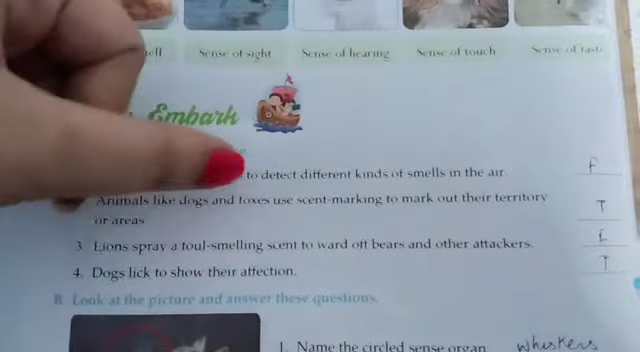 ell Sense of sight Sense of hearing Sense of touch Sense of taste
Embark
to detect different kinds of smells in the air. F
Animals like dogs and foxes use scent-marking to mark out their territory T
or areas
3. Lions spray a foul-smelling scent to ward off bears and other attackers. F
4. Dogs lick to show their affection. T
B. Look at the picture and answer these questions.
1. Name the circled sense organ whiskers